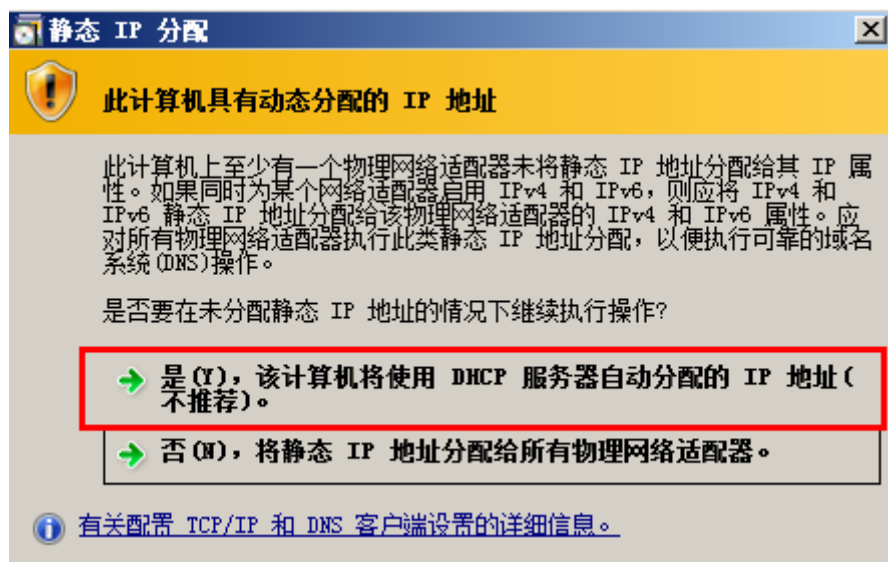 静态 IP 分配
此计算机具有动态分配的 IP 地址
此计算机上至少有一个物理网络适配器未将静态 IP 地址分配给其 IP 属
性。如果同时为某个网络适配器启用 IPv4 和 IPv6，则应将 IPv4 和
IPv6 静态 IP 地址分配给该物理网络适配器的 IPv4 和 IPv6 属性。应
对所有物理网络适配器执行此类静态 IP 地址分配，以便执行可靠的域名
系统(DNS)操作。
是否要在未分配静态 IP 地址的情况下继续执行操作?
是(Y)，该计算机将使用 DHCP 服务器自动分配的 IP 地址(
不推荐)。
否(N)，将静态 IP 地址分配给所有物理网络适配器。
有关配置 TCP/IP 和 DNS 客户端设置的详细信息。